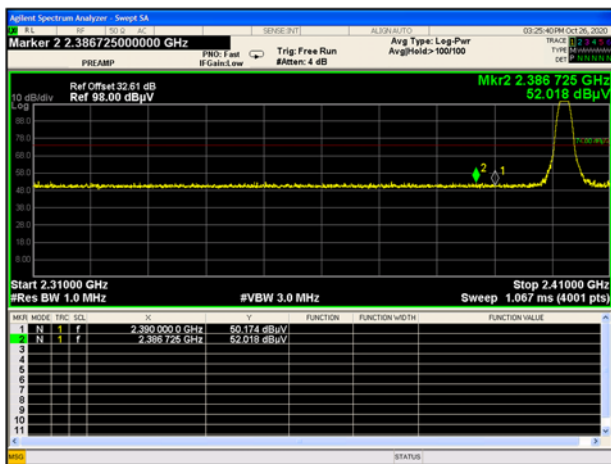 Agilent Spectrum Analyzer - Swept SA
RL RF 50 Ω AC SENSE:INT ALIGN AUTO 03:25:40 PM Oct 26, 2020
Marker 2 2.386725000000 GHz
PREAMP
PNO: Fast
IFGain:Low
Trig: Free Run
#Atten: 4 dB
Avg Type: Log-Pwr
Avg|Hold:>100/100
TRACE 1 2 3 4 5 6
TYPE
DET P N N N N N
Ref Offset 32.61 dB
Ref 98.00 dBµV
Mkr2 2.386 725 GHz
52.018 dBµV
10 dB/div
Log
88.0
78.0
68.0
58.0
48.0
38.0
28.0
18.0
8.00
2
1
Start 2.31000 GHz
Stop 2.41000 GHz
#Res BW 1.0 MHz
#VBW 3.0 MHz
Sweep 1.067 ms (4001 pts)
MKR MODE TRC SCL X Y FUNCTION FUNCTION WIDTH FUNCTION VALUE
1 N 1 f 2.390 000 0 GHz 50.174 dBµV
2 N 1 f 2.386 725 GHz 52.018 dBµV
3
4
5
6
7
8
9
10
11
MSG
STATUS